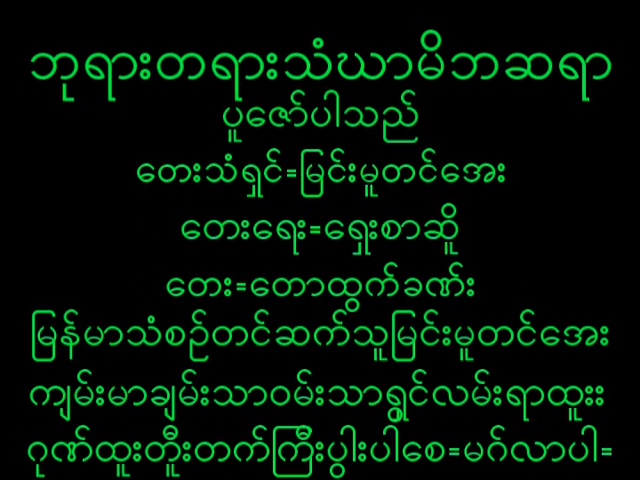 ဘုရားတရားသံဃာမိဘဆရာ
ပူဇော်ပါသည်
တေးသံရှင်=မြင်းမူတင်အေး
တေးရေး=ရှေးစာဆို
တေး=တောထွက်ခဏ်း
မြန်မာသံစဉ်တင်ဆက်သူမြင်းမူတင်အေး
ကျမ်းမာချမ်းသာဝမ်းသာရွှင်လမ်းရာထူးး
ဂုဏ်ထူးတိူးတက်ကြီးပွါးပါစေ=မင်္ဂလာပါ=